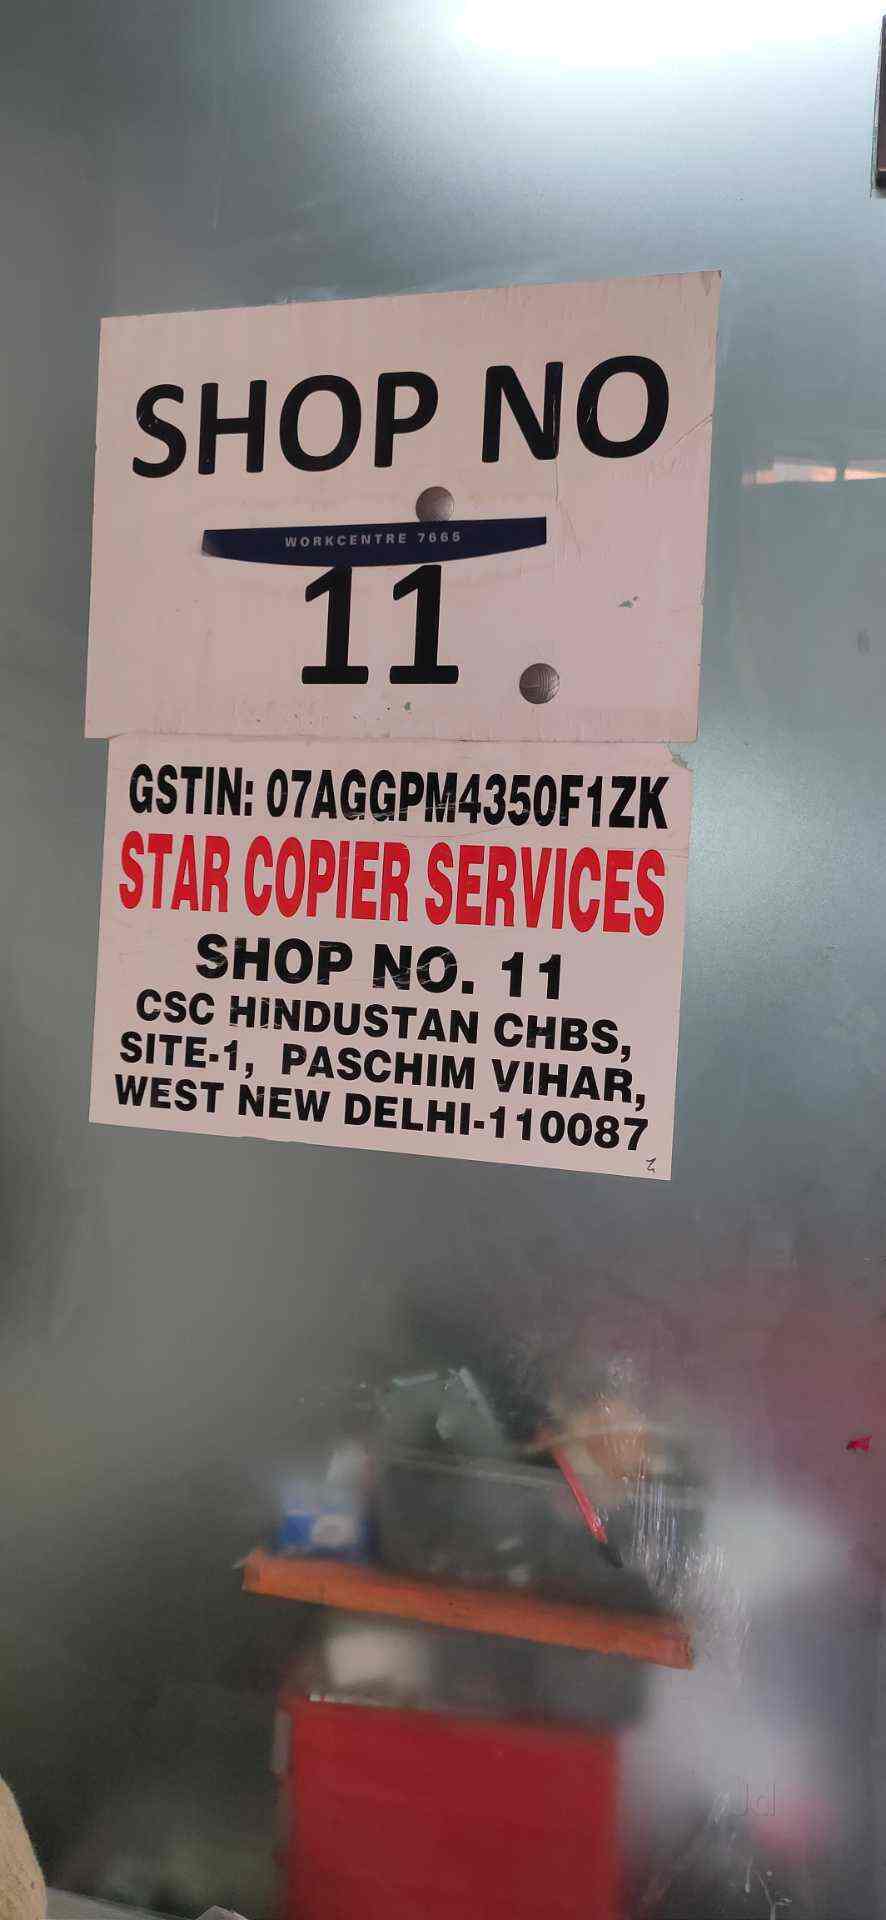 SHOP NO
WORKCENTRE 7665
11
GSTIN: 07AGGPM4350F1ZK
STAR COPIER SERVICES
SHOP NO. 11
CSC HINDUSTAN CHBS,
SITE-1, PASCHIM VIHAR,
WEST NEW DELHI-110087